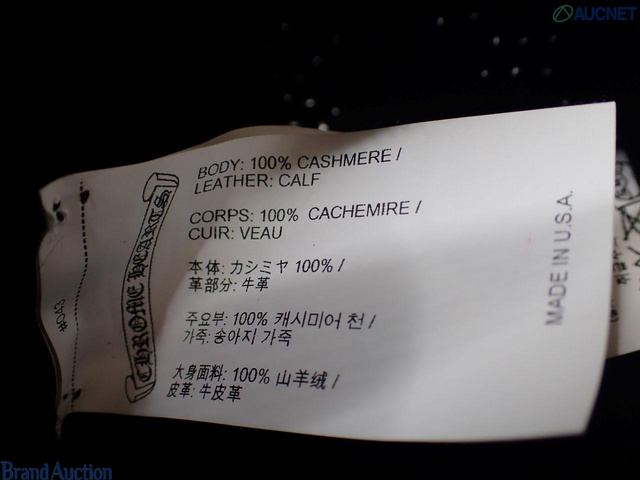 AUCNET
BODY: 100% CASHMERE /
LEATHER: CALF
CORPS: 100% CACHEMIRE /
CUIR: VEAU
本体: カシミヤ 100% /
革部分: 牛革
주요부: 100% 캐시미어 천 /
가죽: 송아지 가죽
大身面料: 100% 山羊绒 /
皮革: 牛皮革
CHROME HEARTS
MADE IN U.S.A.
Brand Auction